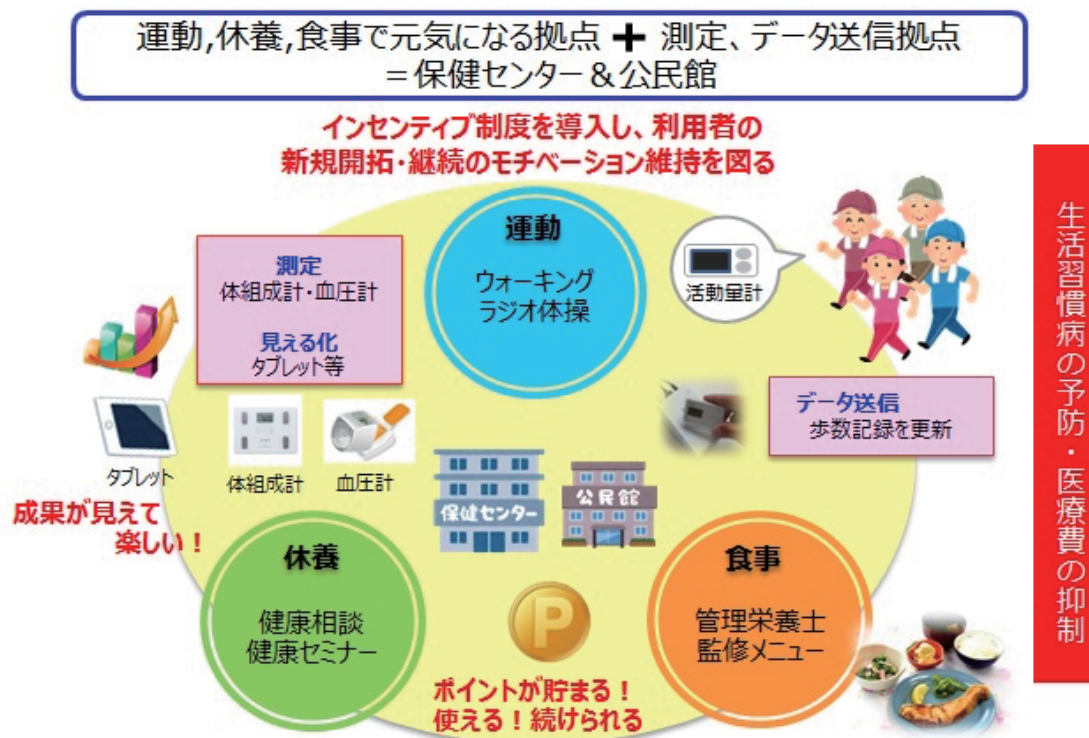 運動,休養,食事で元気になる拠点 ➕ 測定、データ送信拠点
＝保健センター＆公民館
インセンティブ制度を導入し、利用者の
新規開拓・継続のモチベーション維持を図る
運動
ウォーキング
ラジオ体操
測定
体組成計・血圧計
見える化
タブレット等
活動量計
生活習慣病の予防・医療費の抑制
データ送信
歩数記録を更新
タブレット
体組成計
血圧計
成果が見えて
楽しい！
保健センター
公民館
休養
健康相談
健康セミナー
食事
管理栄養士
監修メニュー
P
ポイントが貯まる！
使える！続けられる